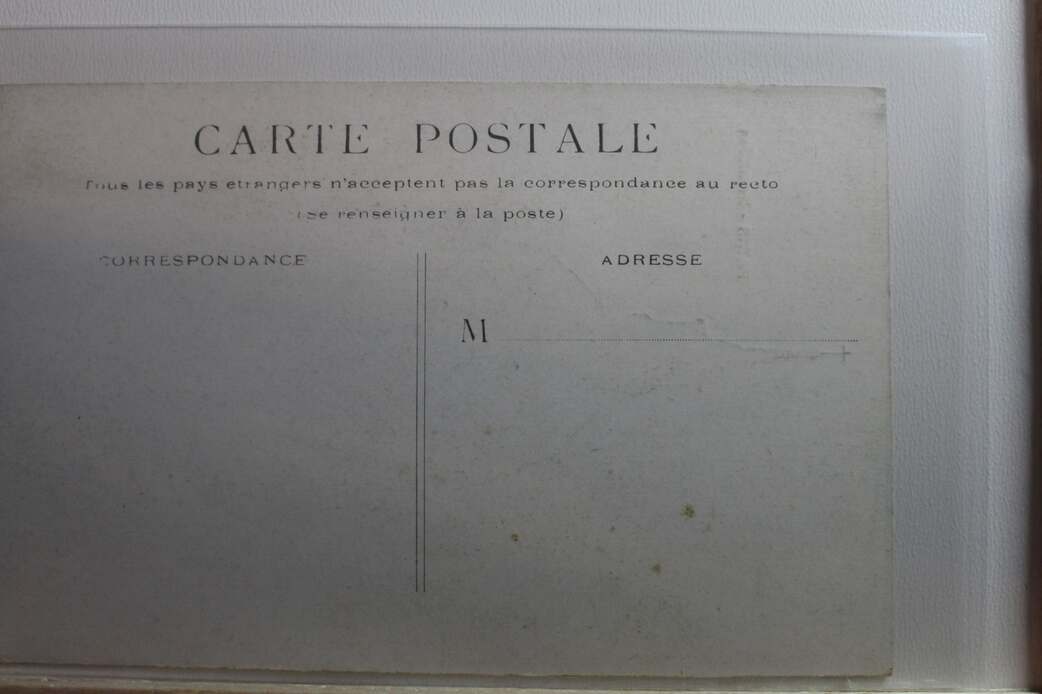 CARTE POSTALE
Tous les pays etrangers n'acceptent pas la correspondance au recto
(se renseigner à la poste)
CORRESPONDANCE
ADRESSE
M